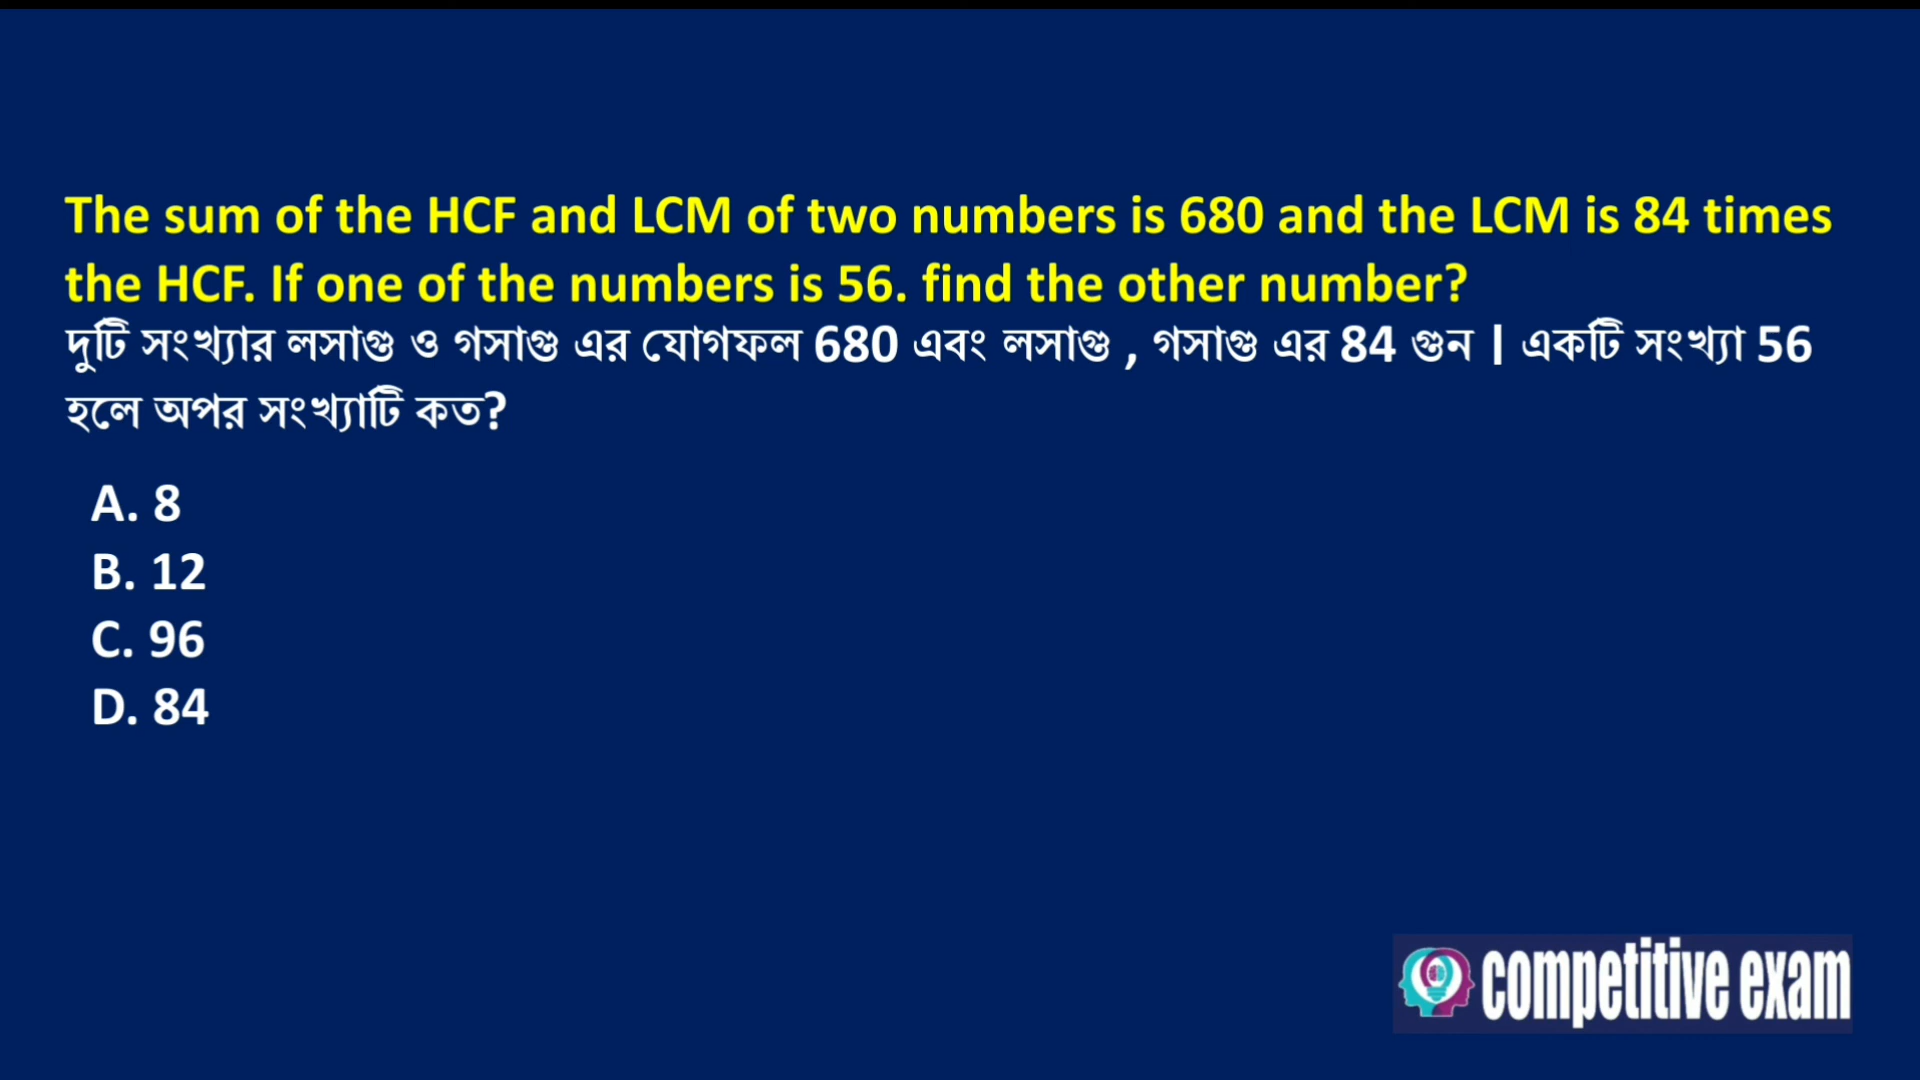 The sum of the HCF and LCM of two numbers is 680 and the LCM is 84 times
the HCF. If one of the numbers is 56. find the other number?
দুটি সংখ্যার লসাগু ও গসাগু এর যোগফল 680 এবং লসাগু , গসাগু এর 84 গুন | একটি সংখ্যা 56
হলে অপর সংখ্যাটি কত?
A. 8
B. 12
C. 96
D. 84
competitive exam